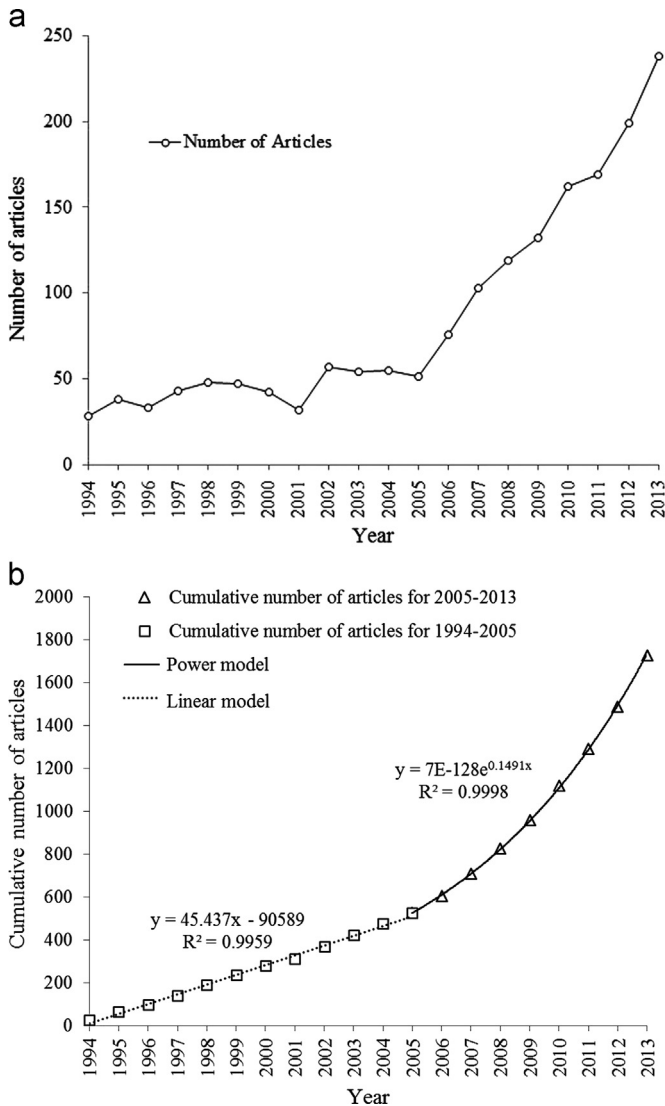 a
250
200
150
100
50
0
Number of articles
Number of Articles
1994 1995 1996 1997 1998 1999 2000 2001 2002 2003 2004 2005 2006 2007 2008 2009 2010 2011 2012 2013
Year
b
2000
1800
1600
1400
1200
1000
800
600
400
200
0
Cumulative number of articles
Cumulative number of articles for 2005-2013
Cumulative number of articles for 1994-2005
Power model
Linear model
y = 7E-128e^0.1491x
R² = 0.9998
y = 45.437x - 90589
R² = 0.9959
1994 1995 1996 1997 1998 1999 2000 2001 2002 2003 2004 2005 2006 2007 2008 2009 2010 2011 2012 2013
Year